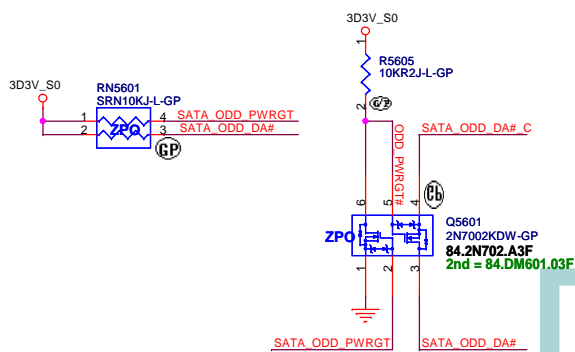 3D3V_S0
R5605
10KR2J-L-GP
1
2
G/P
3D3V_S0
RN5601
SRN10KJ-L-GP
1
2
4
3
ZPO
SATA_ODD_PWRGT
SATA_ODD_DA#
GP
ODD_PWRGT#
SATA_ODD_DA#_C
6
5
4
Q5601
2N7002KDW-GP
84.2N702.A3F
2nd = 84.DM601.03F
ZPO
1
2
3
SATA_ODD_PWRGT
SATA_ODD_DA#